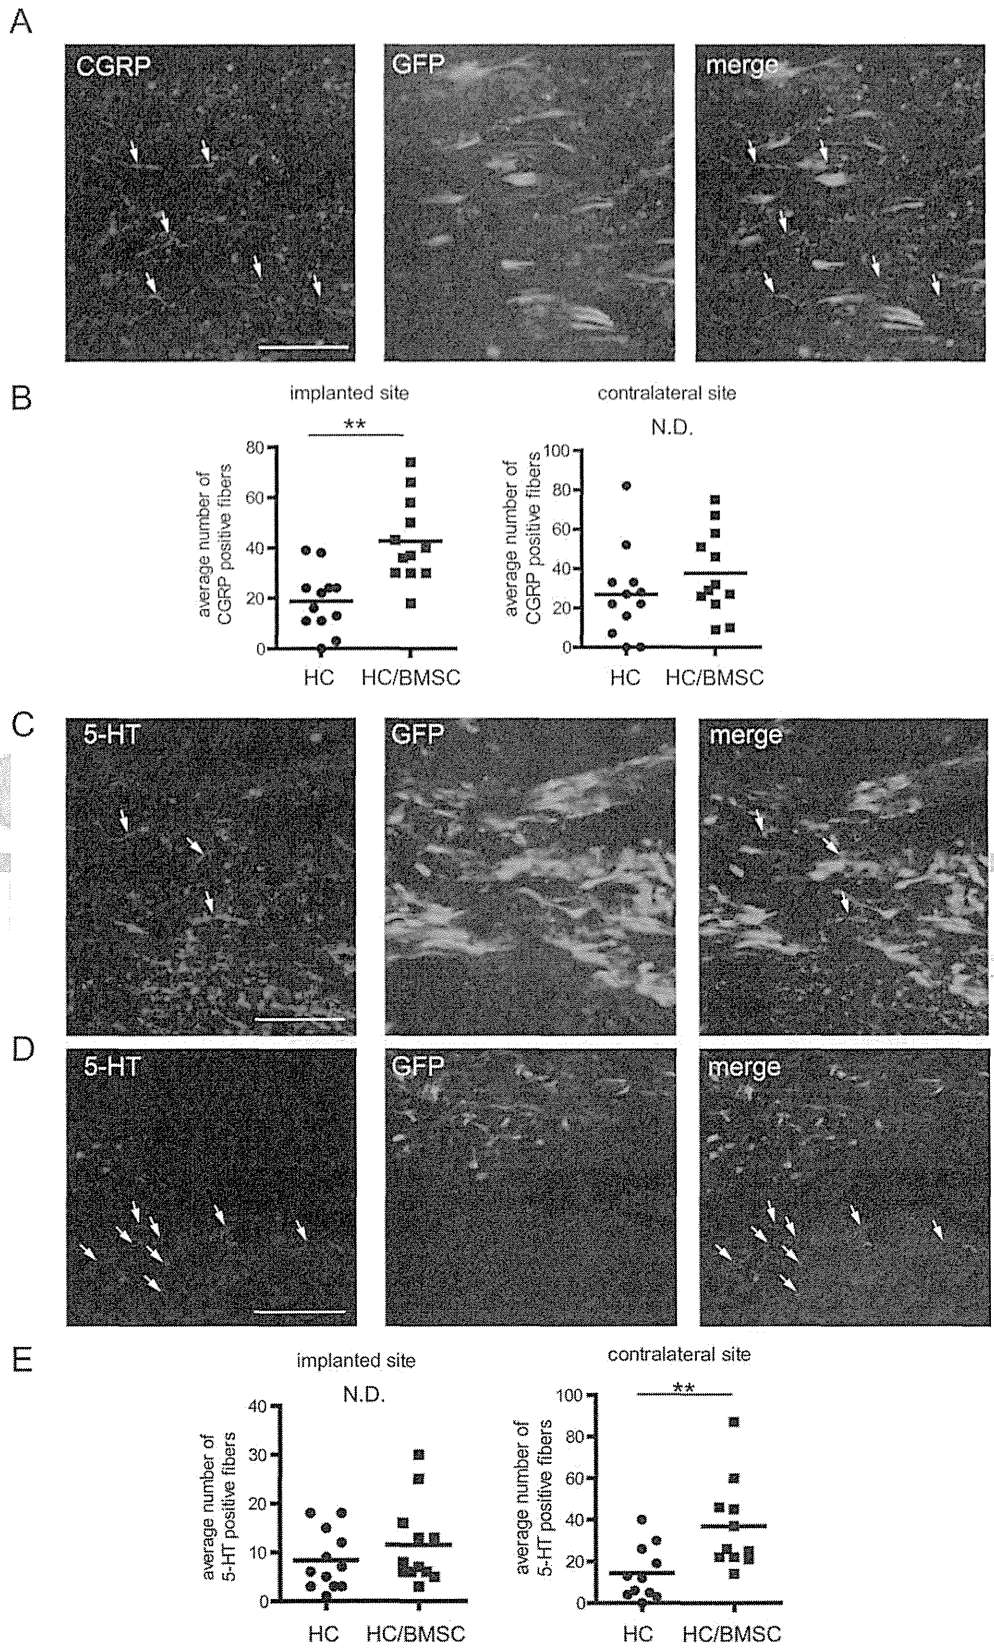 A
CGRP
GFP
merge
B
implanted site
**
average number of
CGRP positive fibers
80
60
40
20
0
HC
HC/BMSC
contralateral site
N.D.
average number of
CGRP positive fibers
100
80
60
40
20
0
HC
HC/BMSC
C
5-HT
GFP
merge
D
5-HT
GFP
merge
E
implanted site
N.D.
average number of
5-HT positive fibers
40
30
20
10
0
HC
HC/BMSC
contralateral site
**
average number of
5-HT positive fibers
100
80
60
40
20
0
HC
HC/BMSC